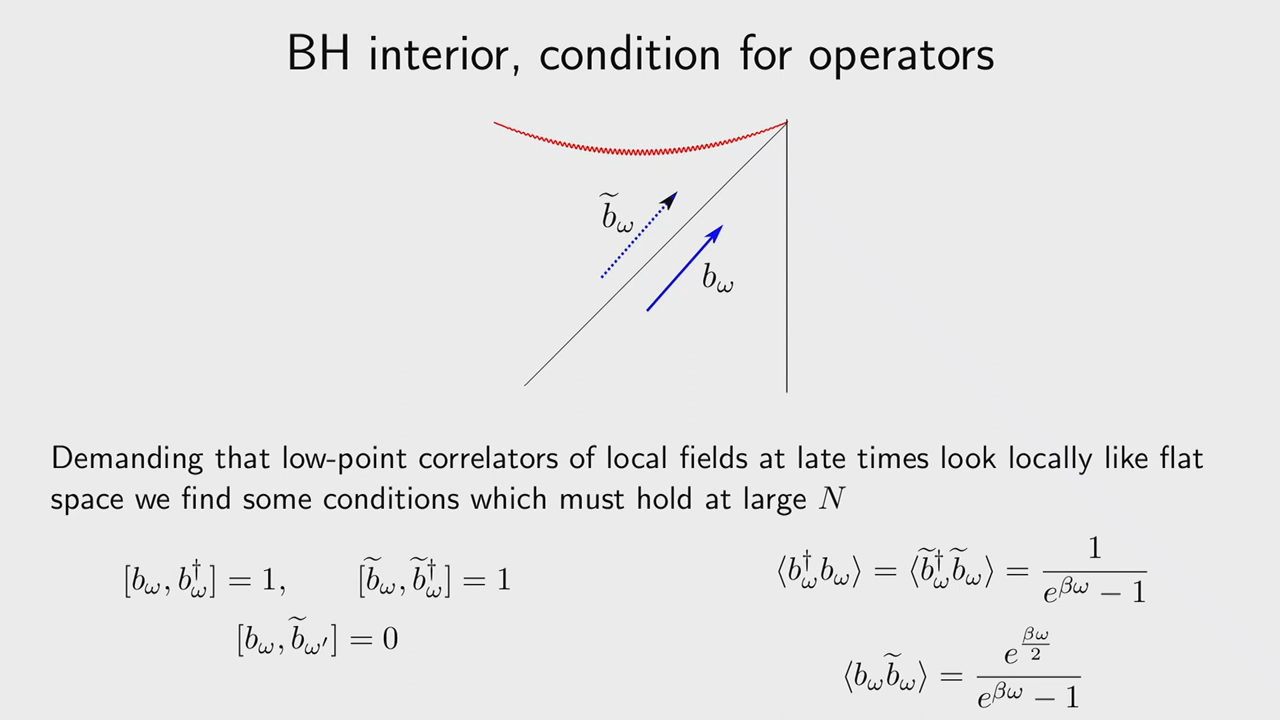 BH interior, condition for operators
b̃_ω
b_ω
Demanding that low-point correlators of local fields at late times look locally like flat
space we find some conditions which must hold at large N
[b_ω, b_ω^†] = 1,    [b̃_ω, b̃_ω^†] = 1
[b_ω, b̃_ω′] = 0
⟨b_ω^† b_ω⟩ = ⟨b̃_ω^† b̃_ω⟩ = 1 / (e^{βω} − 1)
⟨b_ω b̃_ω⟩ = e^{βω/2} / (e^{βω} − 1)